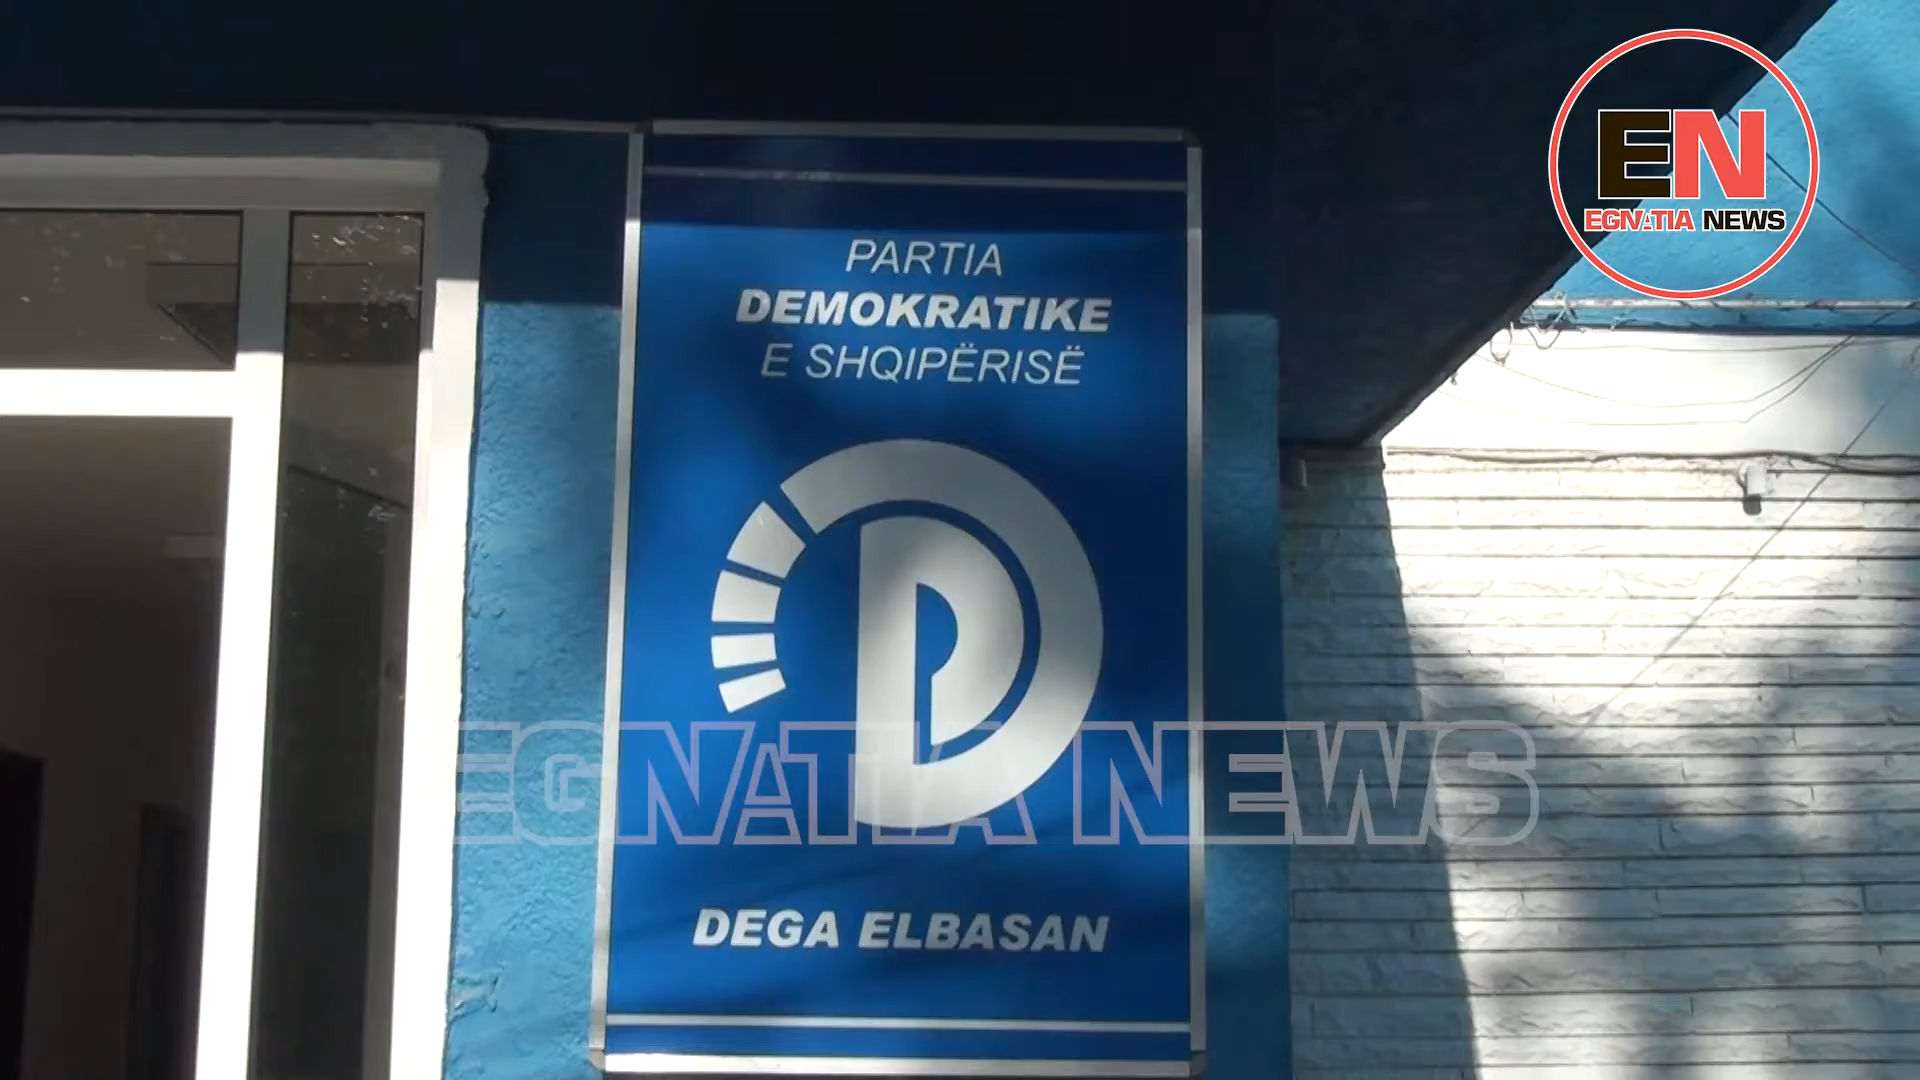 EN
EGNATIA NEWS
PARTIA
DEMOKRATIKE
E SHQIPËRISË
EGNATIA NEWS
DEGA ELBASAN